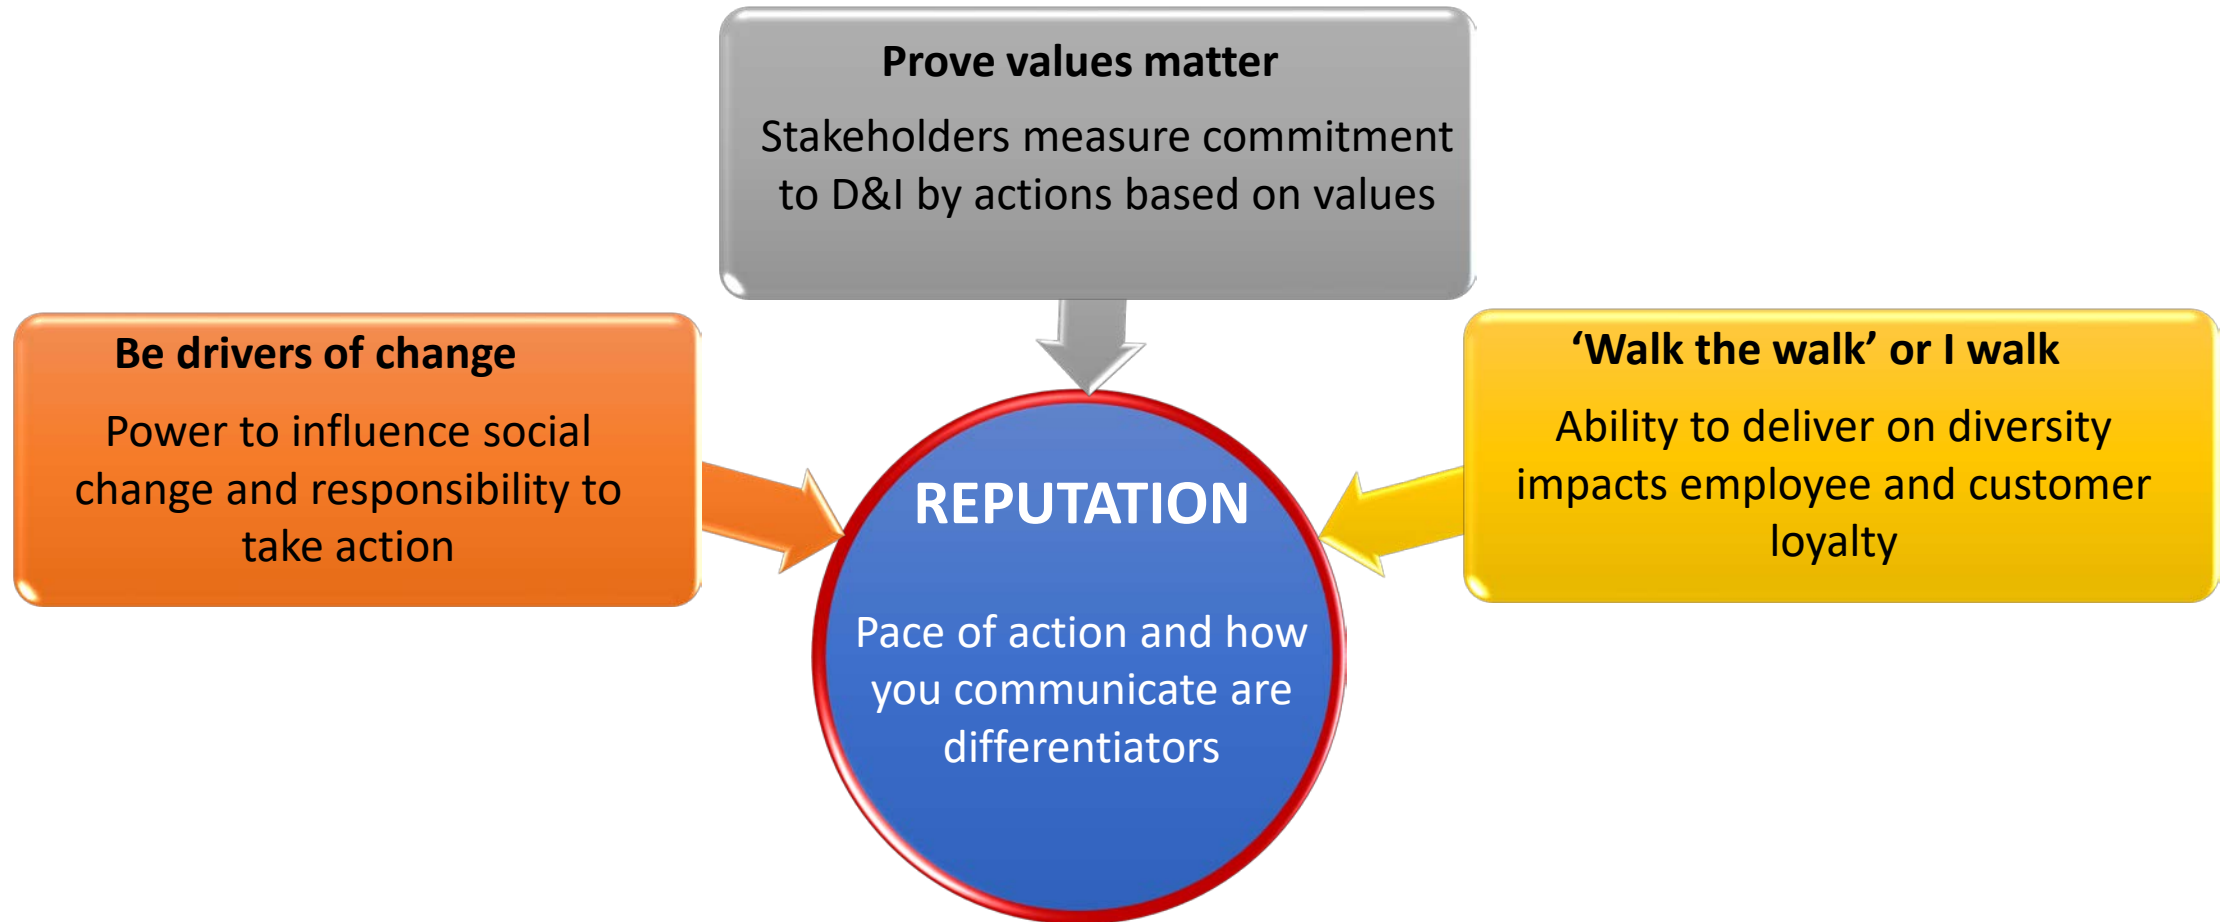 Prove values matter
Stakeholders measure commitment
to D&I by actions based on values
Be drivers of change
Power to influence social
change and responsibility to
take action
‘Walk the walk’ or I walk
Ability to deliver on diversity
impacts employee and customer
loyalty
REPUTATION
Pace of action and how
you communicate are
differentiators